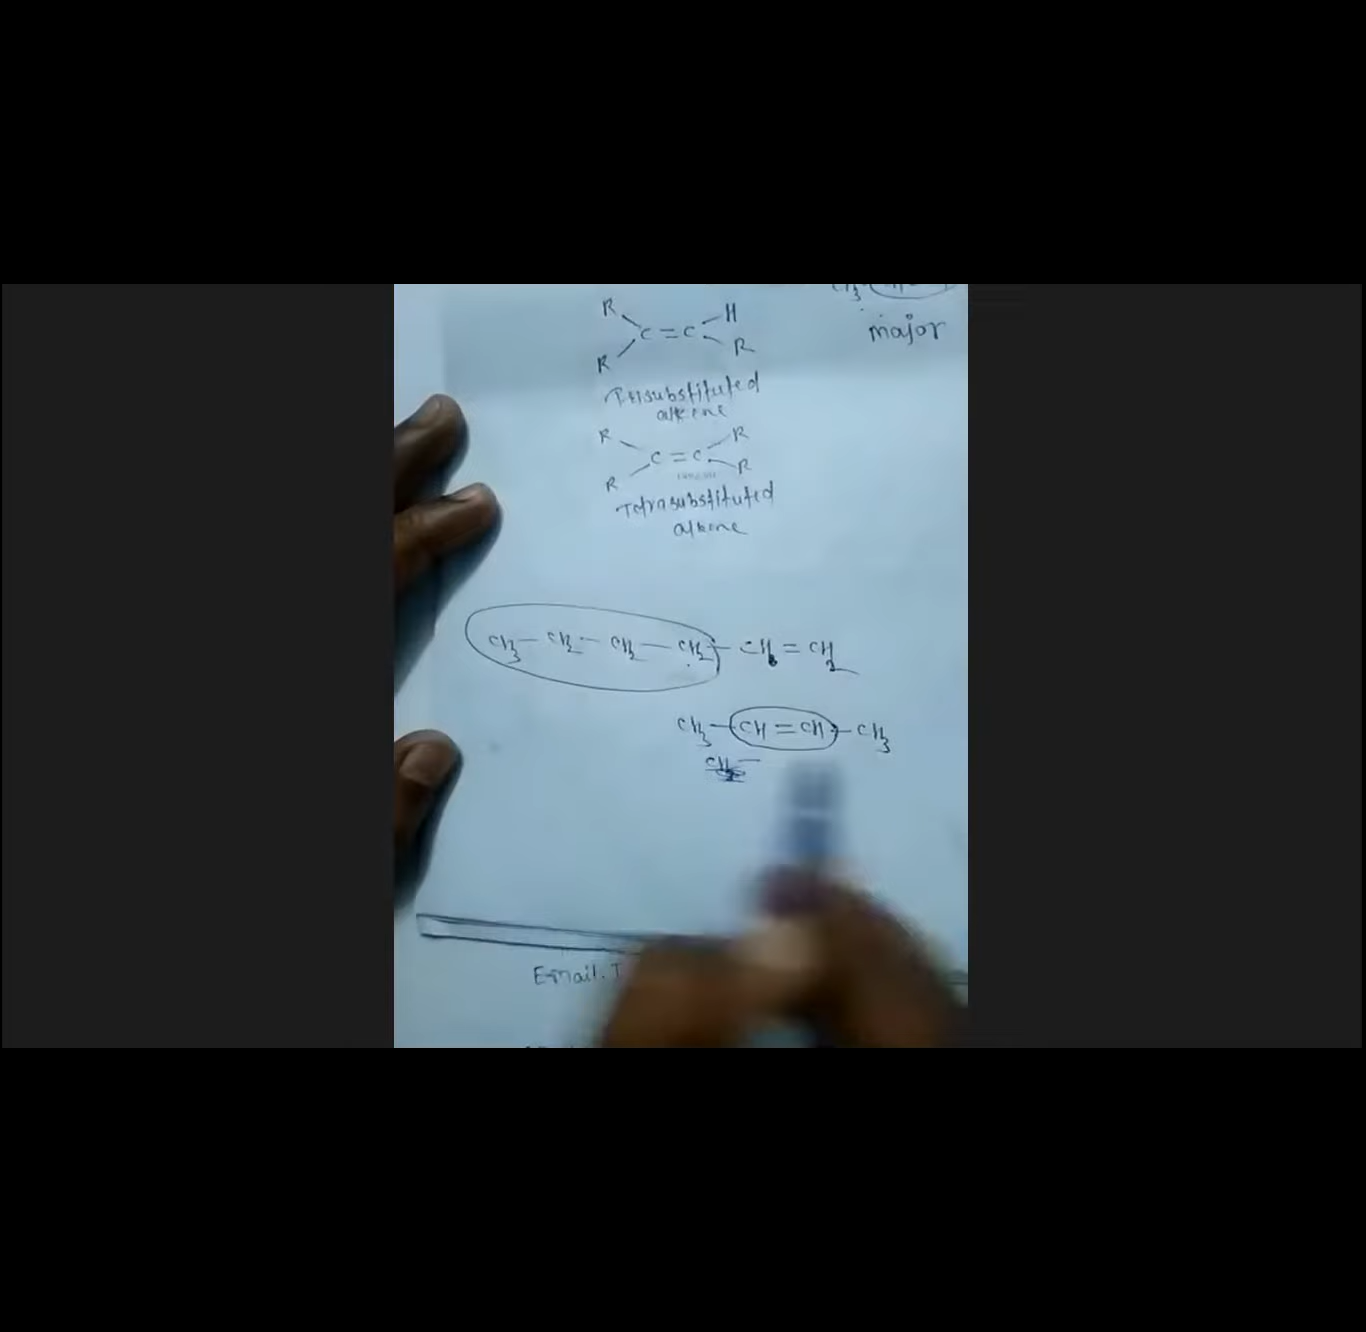 major
R H
C = C
R R
Trisubstituted
alkene
R R
C = C
R R
Tetrasubstituted
alkene
CH3 — CH2 — CH2 — CH2 — CH = CH2
CH3 — CH = CH — CH3
Email. T